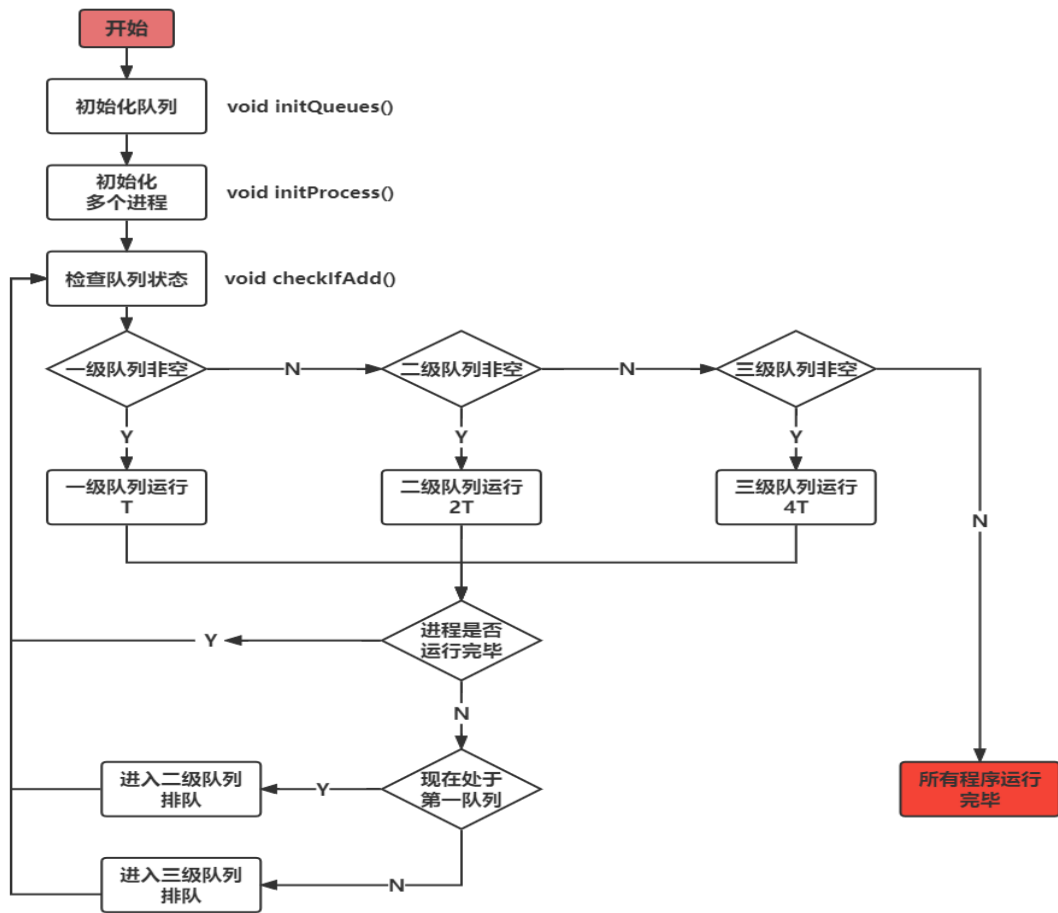 开始
初始化队列
void initQueues()
初始化
多个进程
void initProcess()
检查队列状态
void checkIfAdd()
一级队列非空
N
二级队列非空
N
三级队列非空
Y
Y
Y
一级队列运行
T
二级队列运行
2T
三级队列运行
4T
N
进程是否
运行完毕
Y
N
现在处于
第一队列
Y
进入二级队列
排队
所有程序运行
完毕
N
进入三级队列
排队